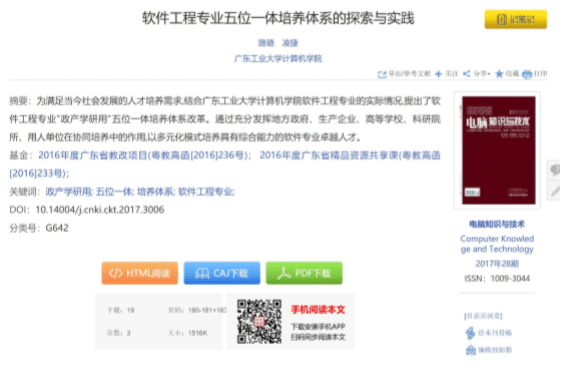 软件工程专业五位一体培养体系的探索与实践
记笔记
路璐 凌捷
广东工业大学计算机学院
导出/参考文献 关注 分享 收藏 打印
摘要：为满足当今社会发展的人才培养需求,结合广东工业大学计算机学院软件工程专业的实际情况,提出了软
件工程专业"政产学研用"五位一体培养体系改革。通过充分发挥地方政府、生产企业、高等学校、科研院
所、用人单位在协同培养中的作用,以多元化模式培养具有综合能力的软件专业卓越人才。
基金：2016年度广东省教改项目(粤教高函[2016]236号)； 2016年度广东省精品资源共享课(粤教高函
[2016]233号)；
关键词：政产学研用; 五位一体; 培养体系; 软件工程专业;
DOI：10.14004/j.cnki.ckt.2017.3006
分类号：G642
HTML阅读
CAJ下载
PDF下载
下载：19
页码：180-181+183
页数：3
大小：1516K
手机阅读本文
下载安装手机APP
扫码同步阅读本文
电脑知识与技术
电脑知识与技术
Computer Knowled
ge and Technology
2017年28期
ISSN：1009-3044
[目录页浏览]
给本刊投稿